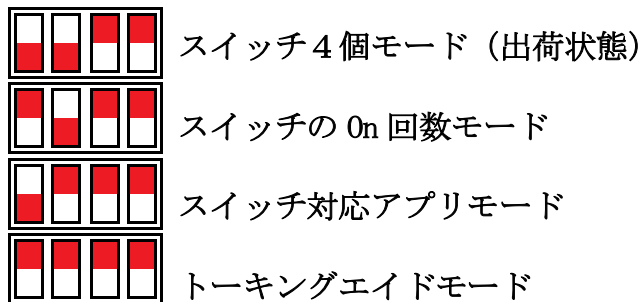 スイッチ４個モード（出荷状態）
スイッチの On 回数モード
スイッチ対応アプリモード
トーキングエイドモード